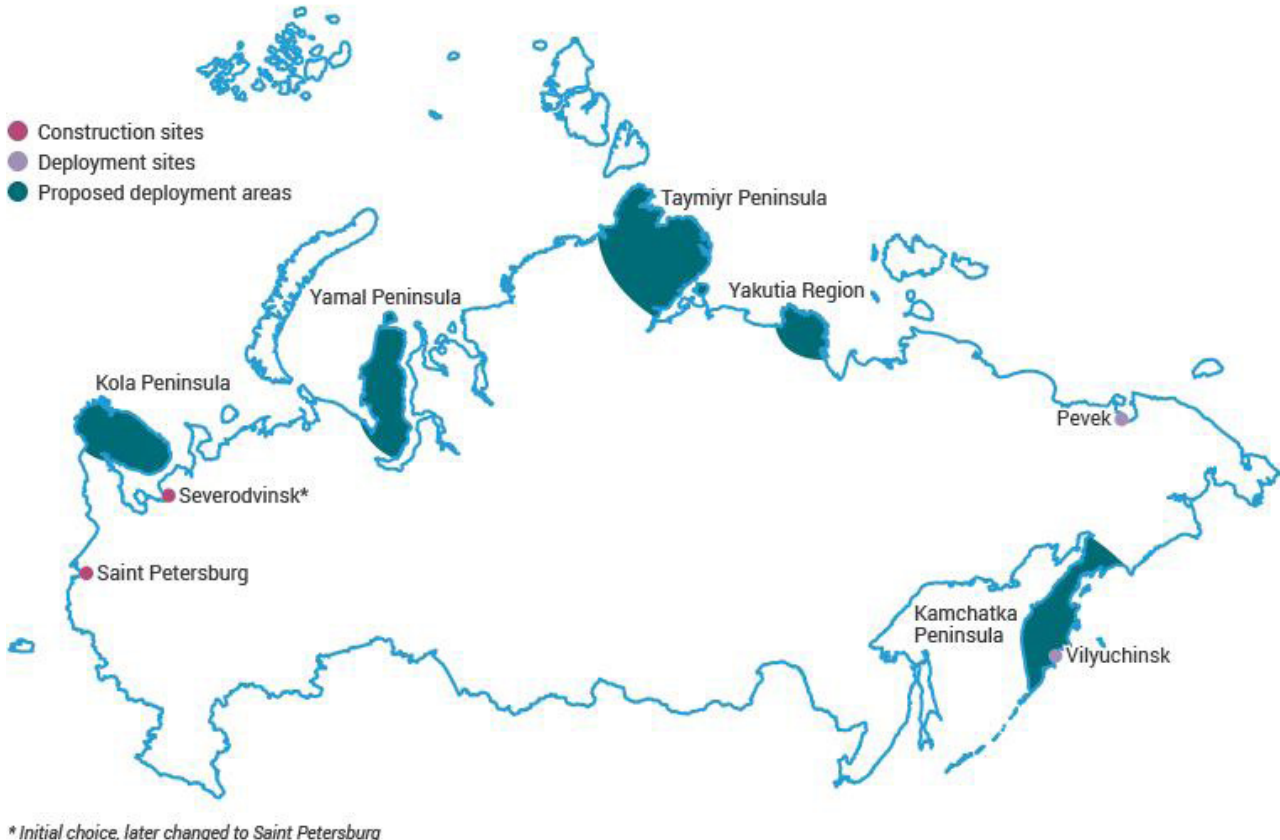 Construction sites
Deployment sites
Proposed deployment areas
Taymiyr Peninsula
Yakutia Region
Yamal Peninsula
Kola Peninsula
Pevek
Severodvinsk*
Saint Petersburg
Kamchatka
Peninsula
Vilyuchinsk
* Initial choice, later changed to Saint Petersburg